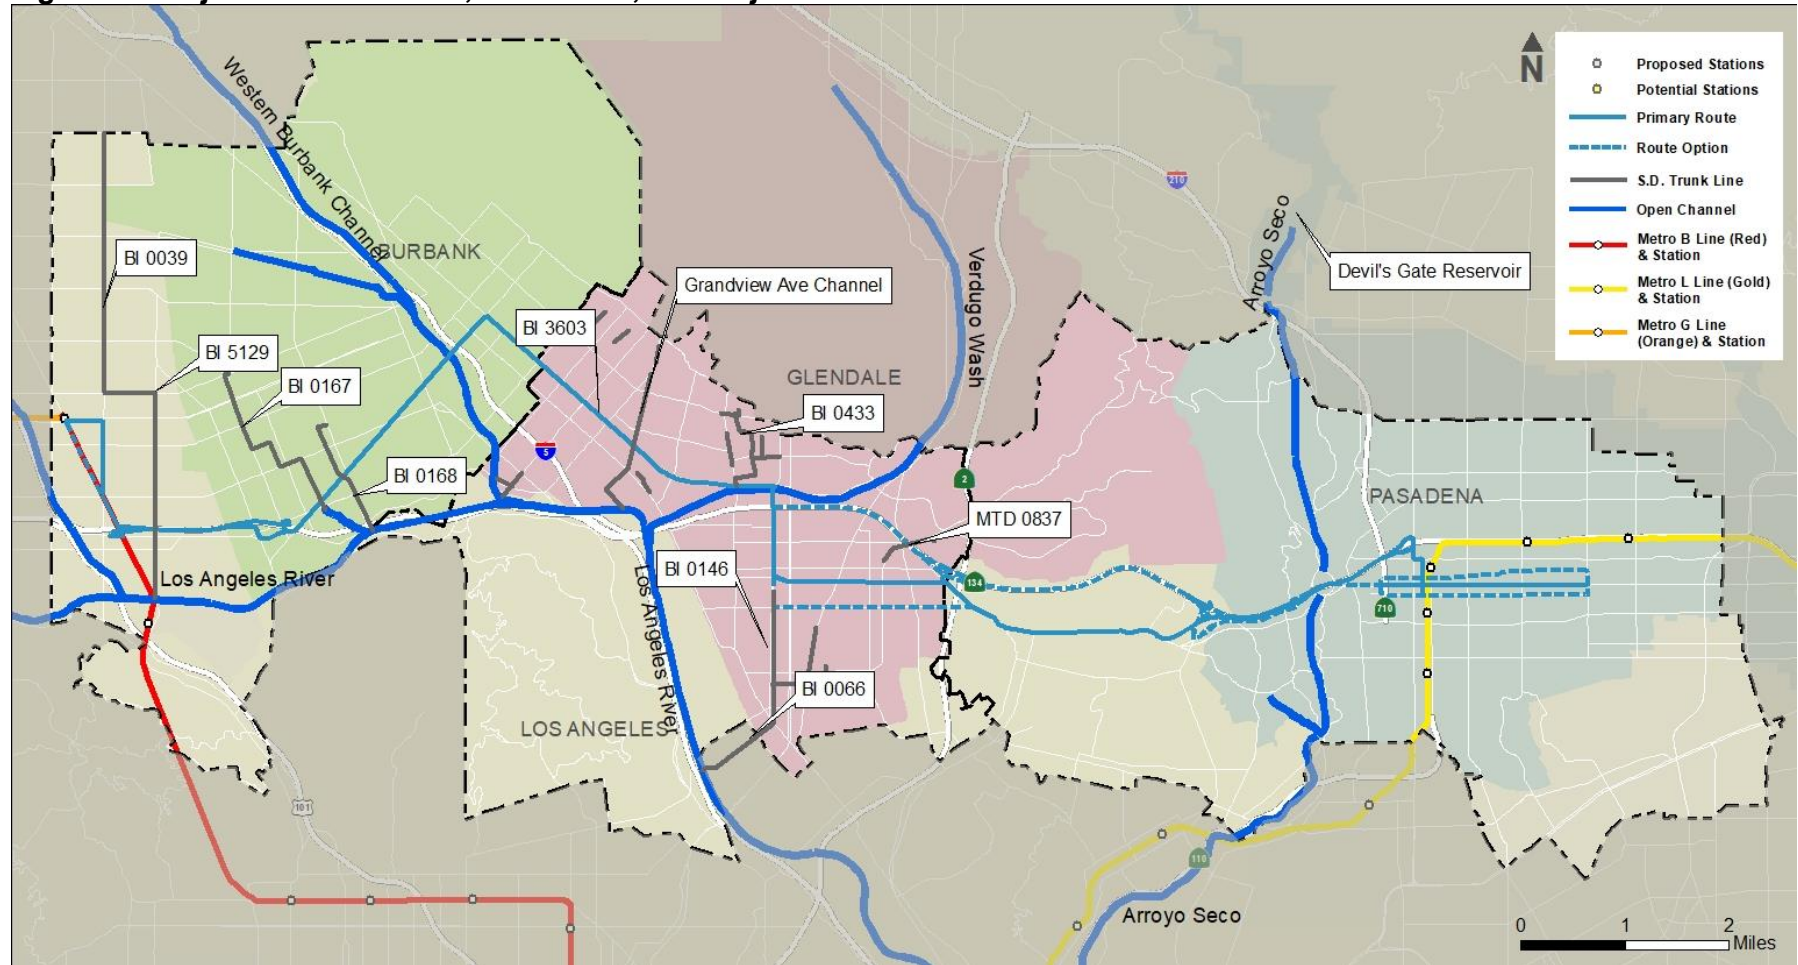 N
Proposed Stations
Potential Stations
Primary Route
Route Option
S.D. Trunk Line
Open Channel
Metro B Line (Red)
& Station
Metro L Line (Gold)
& Station
Metro G Line
(Orange) & Station
Western Burbank Channel
BURBANK
210
Arroyo Seco
Devil's Gate Reservoir
BI 0039
Grandview Ave Channel
Verdugo Wash
BI 3603
BI 5129
BI 0167
GLENDALE
BI 0433
5
BI 0168
2
PASADENA
MTD 0837
Los Angeles River
BI 0146
134
710
Los Angeles River
BI 0066
LOS ANGELES
101
110
Arroyo Seco
0 1 2
Miles